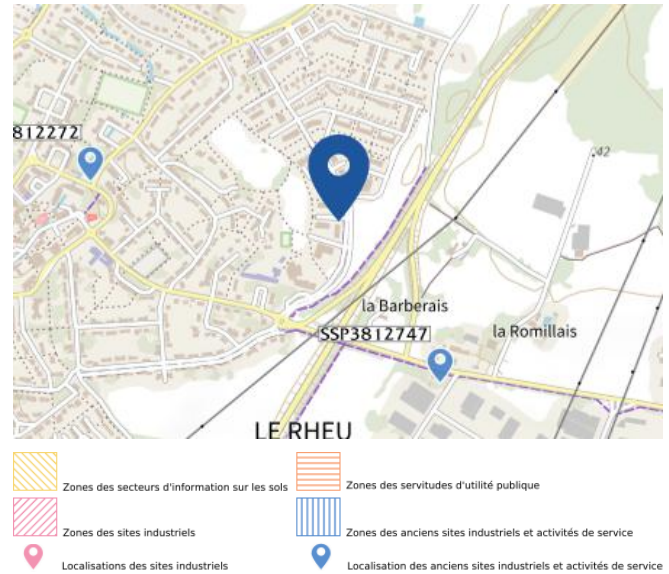 812272
42
la Barberais
SSP3812747
la Romillais
LE RHEU
Zones des secteurs d'information sur les sols
Zones des servitudes d'utilité publique
Zones des sites industriels
Zones des anciens sites industriels et activités de service
Localisations des sites industriels
Localisation des anciens sites industriels et activités de service